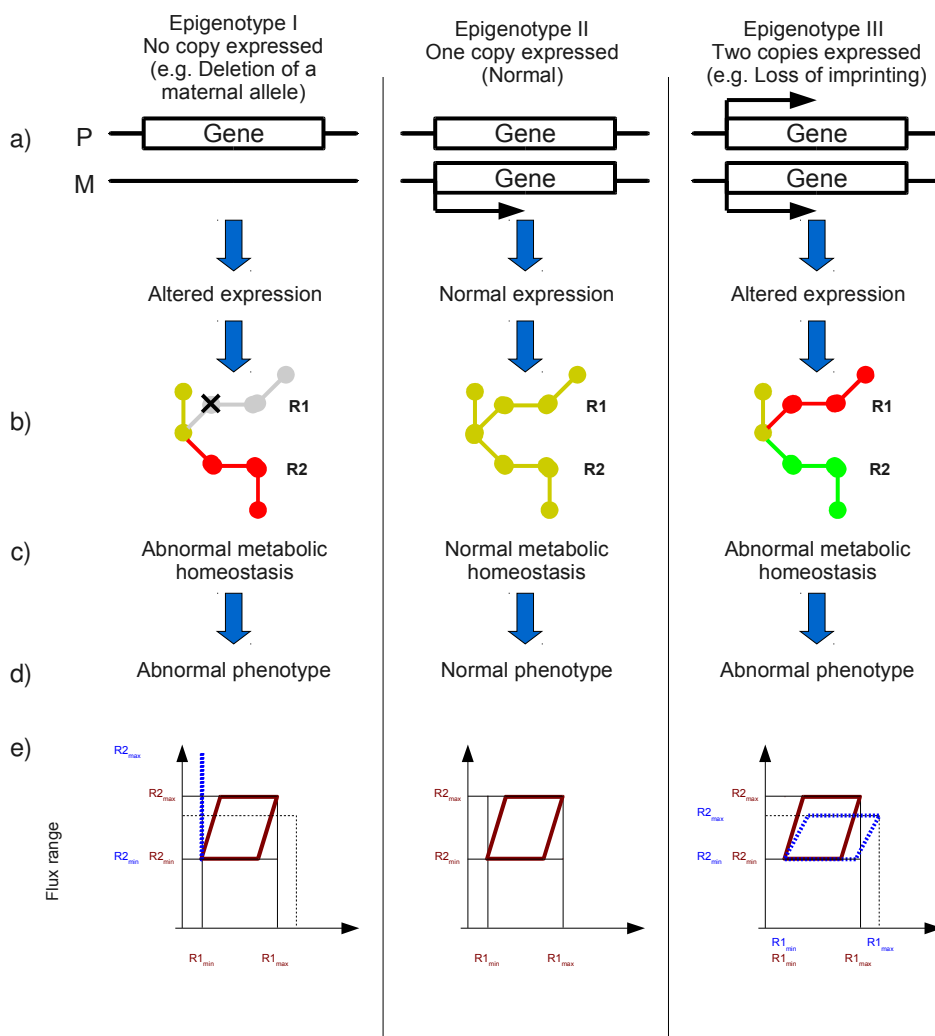 Epigenotype I
No copy expressed
(e.g. Deletion of a
maternal allele)
Epigenotype II
One copy expressed
(Normal)
Epigenotype III
Two copies expressed
(e.g. Loss of imprinting)
a)
P
Gene
Gene
Gene
M
Gene
Gene
Altered expression
Normal expression
Altered expression
b)
R1
R2
R1
R2
R1
R2
c)
Abnormal metabolic
homeostasis
Normal metabolic
homeostasis
Abnormal metabolic
homeostasis
d)
Abnormal phenotype
Normal phenotype
Abnormal phenotype
e)
Flux range
R2max
R2max
R2min
R2min
R1min
R1max
R2max
R2min
R1min
R1max
R2max
R2max
R2min
R2min
R1min
R1max
R1min
R1max